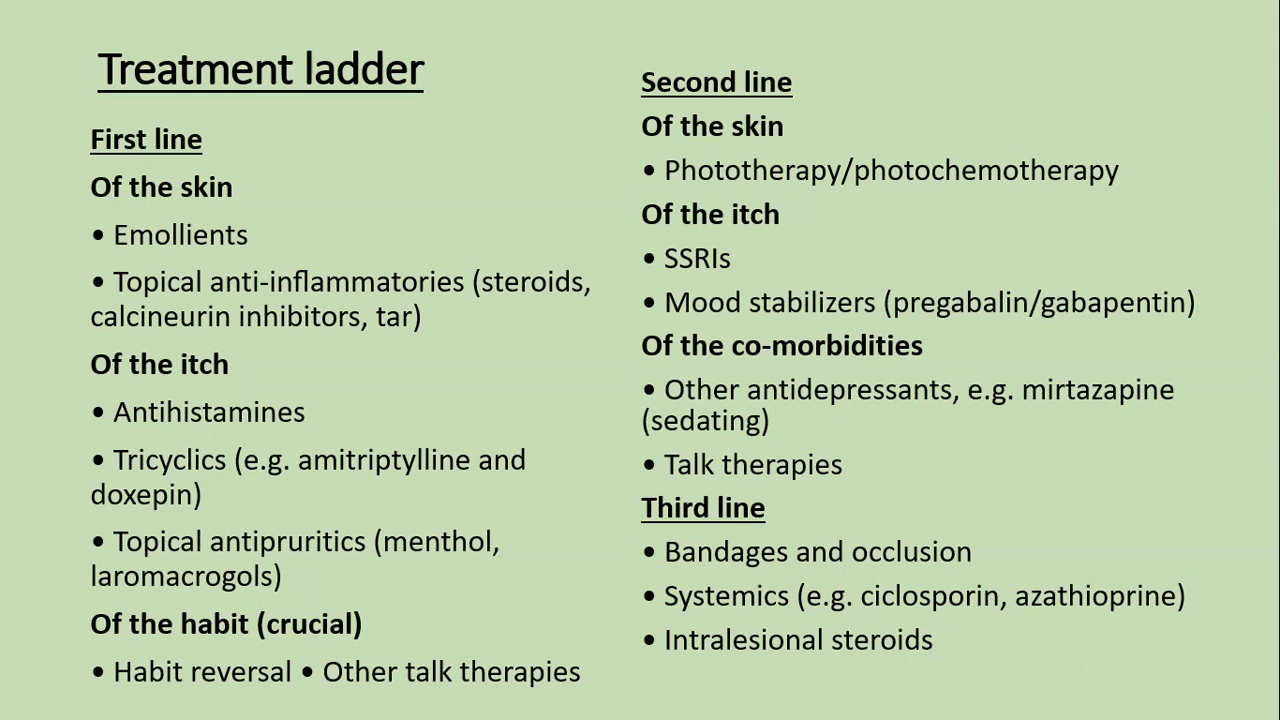 Treatment ladder
First line
Of the skin
• Emollients
• Topical anti-inflammatories (steroids,
calcineurin inhibitors, tar)
Of the itch
• Antihistamines
• Tricyclics (e.g. amitriptylline and
doxepin)
• Topical antipruritics (menthol,
laromacrogols)
Of the habit (crucial)
• Habit reversal • Other talk therapies
Second line
Of the skin
• Phototherapy/photochemotherapy
Of the itch
• SSRIs
• Mood stabilizers (pregabalin/gabapentin)
Of the co-morbidities
• Other antidepressants, e.g. mirtazapine
(sedating)
• Talk therapies
Third line
• Bandages and occlusion
• Systemics (e.g. ciclosporin, azathioprine)
• Intralesional steroids